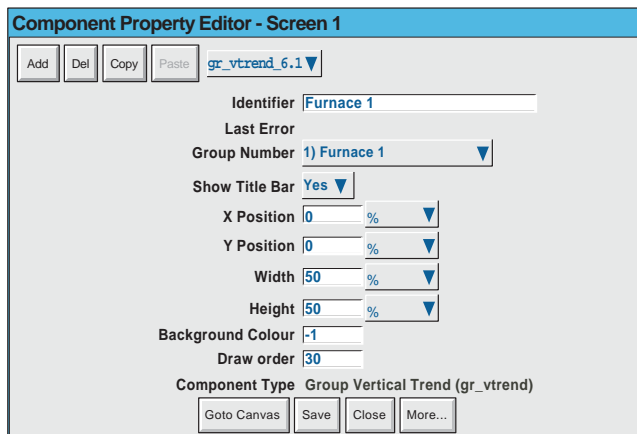 Component Property Editor - Screen 1
Add Del Copy Paste gr_vtrend_6.1
Identifier Furnace 1
Last Error
Group Number 1) Furnace 1
Show Title Bar Yes
X Position 0 %
Y Position 0 %
Width 50 %
Height 50 %
Background Colour -1
Draw order 30
Component Type Group Vertical Trend (gr_vtrend)
Goto Canvas Save Close More...